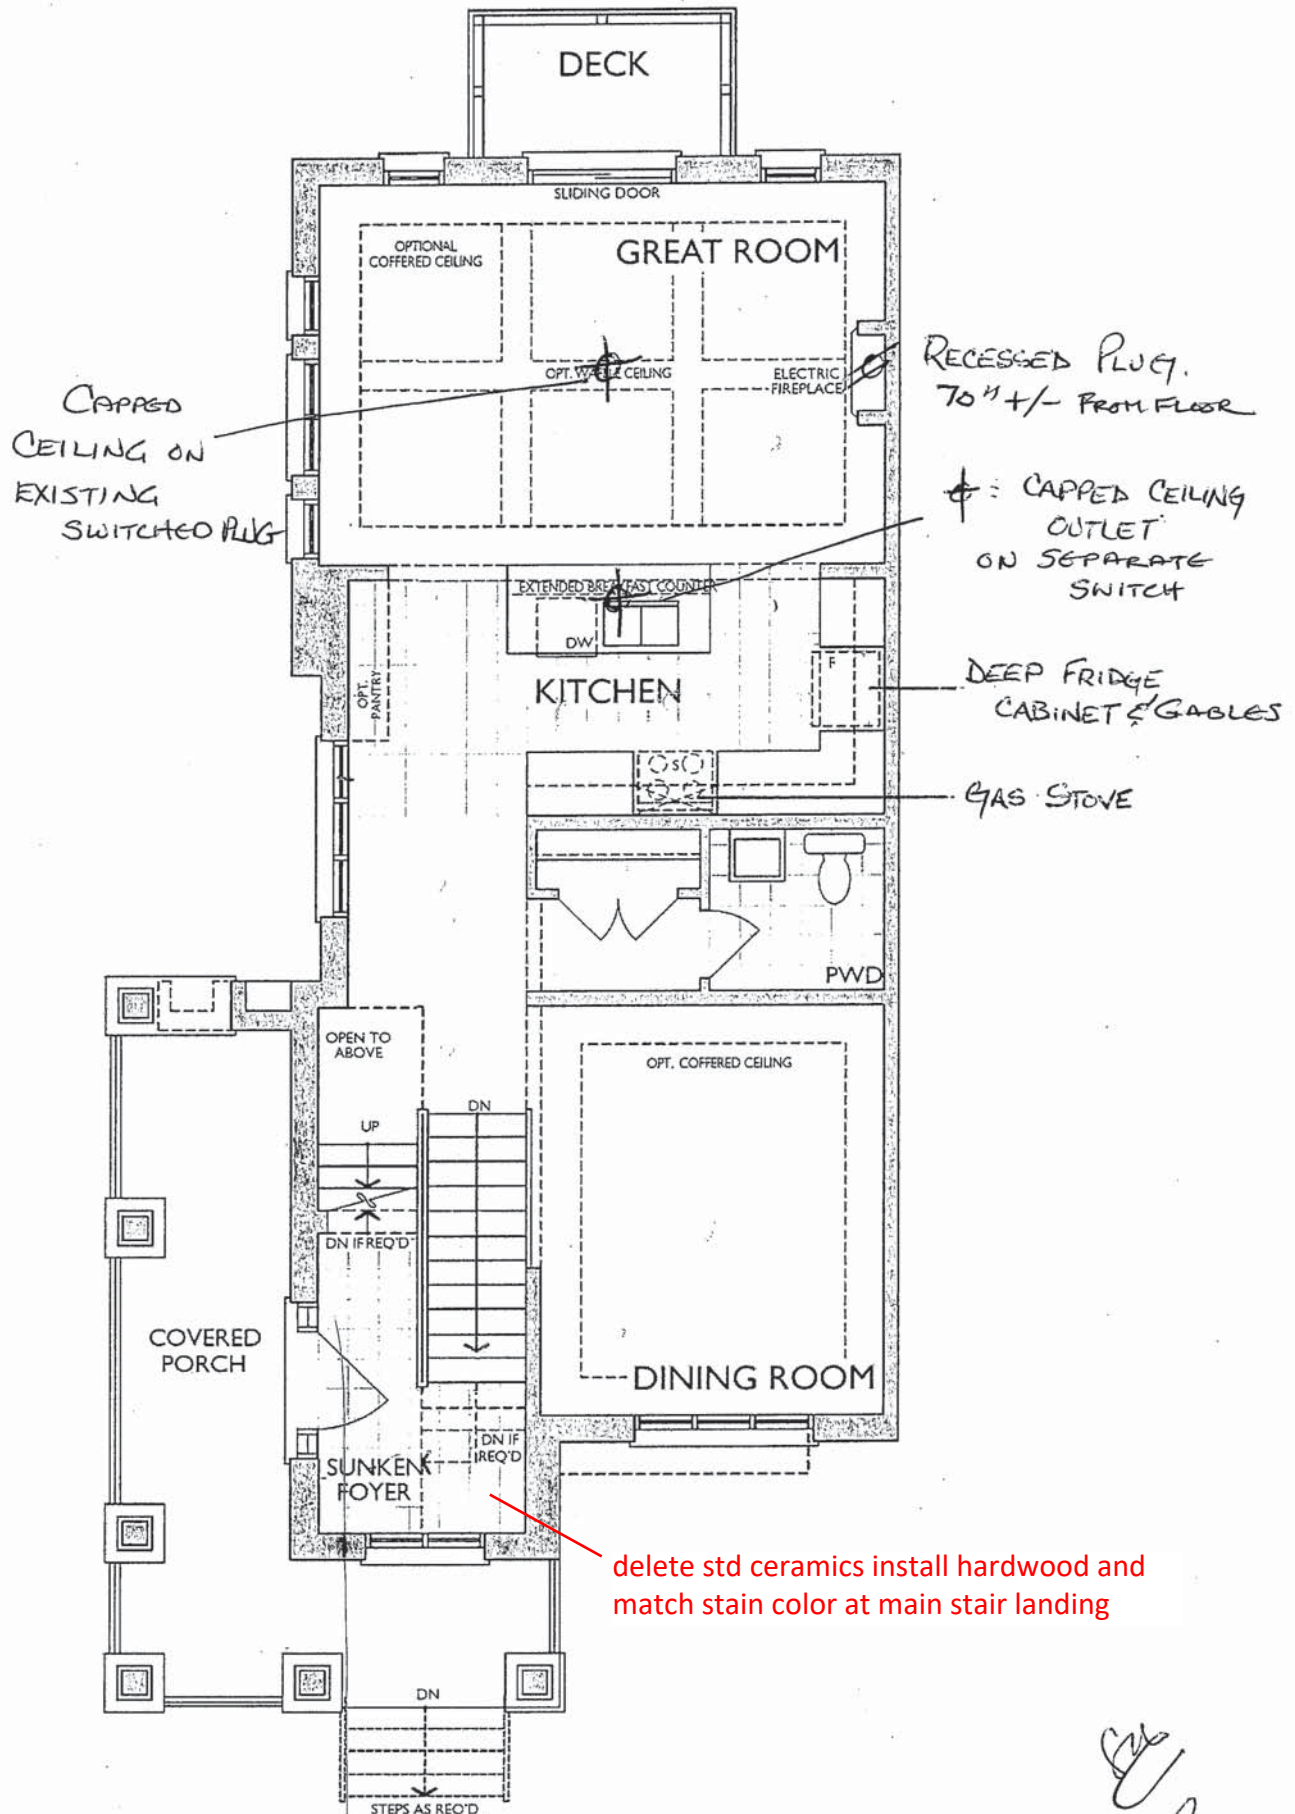 DECK
SLIDING DOOR
OPTIONAL
COFFERED CEILING
GREAT ROOM
OPT. WAFFLE CEILING
ELECTRIC
FIREPLACE
RECESSED PLUG.
70" +/- FROM FLOOR
CAPPED
CEILING ON
EXISTING
SWITCHED PLUG
: CAPPED CEILING
OUTLET
ON SEPARATE
SWITCH
EXTENDED BREAKFAST COUNTER
DW
OPT.
PANTRY
KITCHEN
F
DEEP FRIDGE
CABINET & GABLES
S
GAS STOVE
PWD
OPEN TO
ABOVE
OPT. COFFERED CEILING
DN
UP
DN IF REQ'D
COVERED
PORCH
DINING ROOM
DN IF
REQ'D
SUNKEN
FOYER
delete std ceramics install hardwood and
match stain color at main stair landing
DN
STEPS AS REQ'D